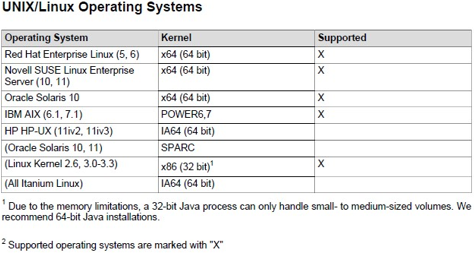 UNIX/Linux Operating Systems
Operating System Kernel Supported
Red Hat Enterprise Linux (5, 6) x64 (64 bit) X
Novell SUSE Linux Enterprise x64 (64 bit) X
Server (10, 11)
Oracle Solaris 10 x64 (64 bit) X
IBM AIX (6.1, 7.1) POWER6,7 X
HP HP-UX (11iv2, 11iv3) IA64 (64 bit)
(Oracle Solaris 10, 11) SPARC
(Linux Kernel 2.6, 3.0-3.3) x86 (32 bit)¹ X
(All Itanium Linux) IA64 (64 bit)
¹ Due to the memory limitations, a 32-bit Java process can only handle small- to medium-sized volumes. We
recommend 64-bit Java installations.
² Supported operating systems are marked with "X"